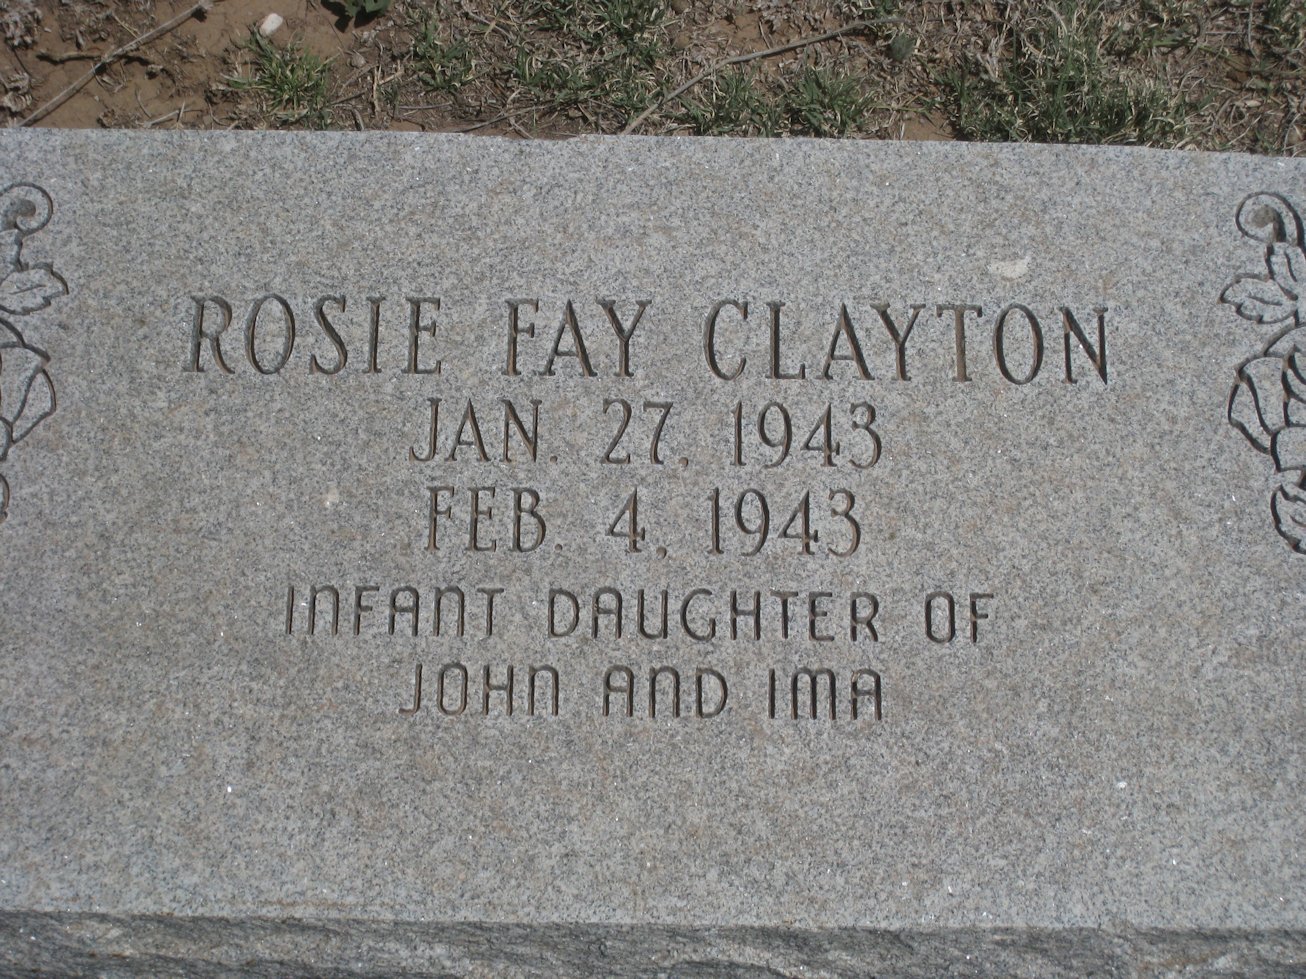 ROSIE FAY CLAYTON
JAN. 27. 1943
FEB. 4, 1943
INFANT DAUGHTER OF
JOHN AND IMA